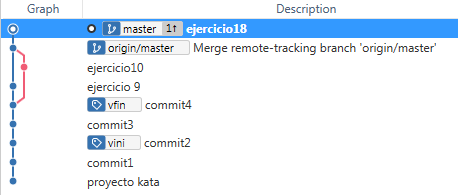 Graph Description
master 1↑ ejercicio18
origin/master Merge remote-tracking branch 'origin/master'
ejercicio10
ejercicio 9
vfin commit4
commit3
vini commit2
commit1
proyecto kata